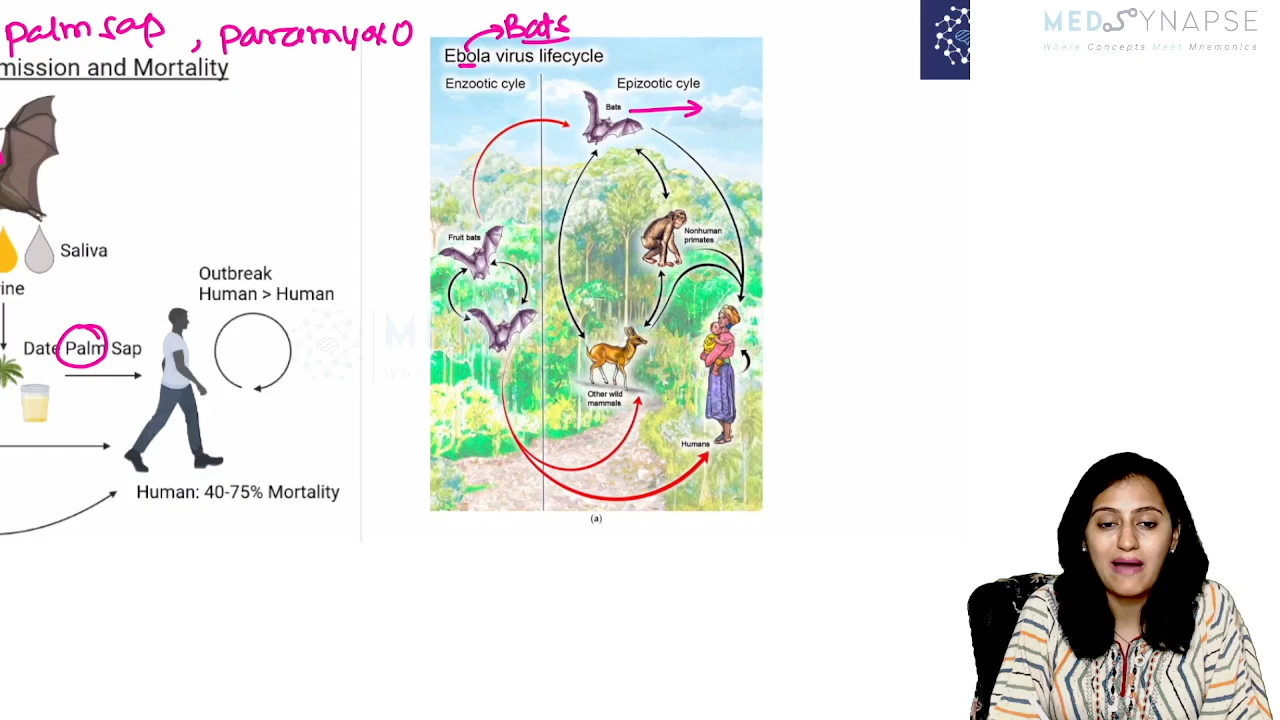 palm sap , paramyxo
→Bats
mission and Mortality
Saliva
rine
Date Palm Sap
Outbreak
Human > Human
Human: 40-75% Mortality
Ebola virus lifecycle
Enzootic cyle
Epizootic cyle
Bats
Fruit bats
Nonhuman
primates
Other wild
mammals
Humans
(a)
MEDSYNAPSE
Where Concepts Meet Mnemonics